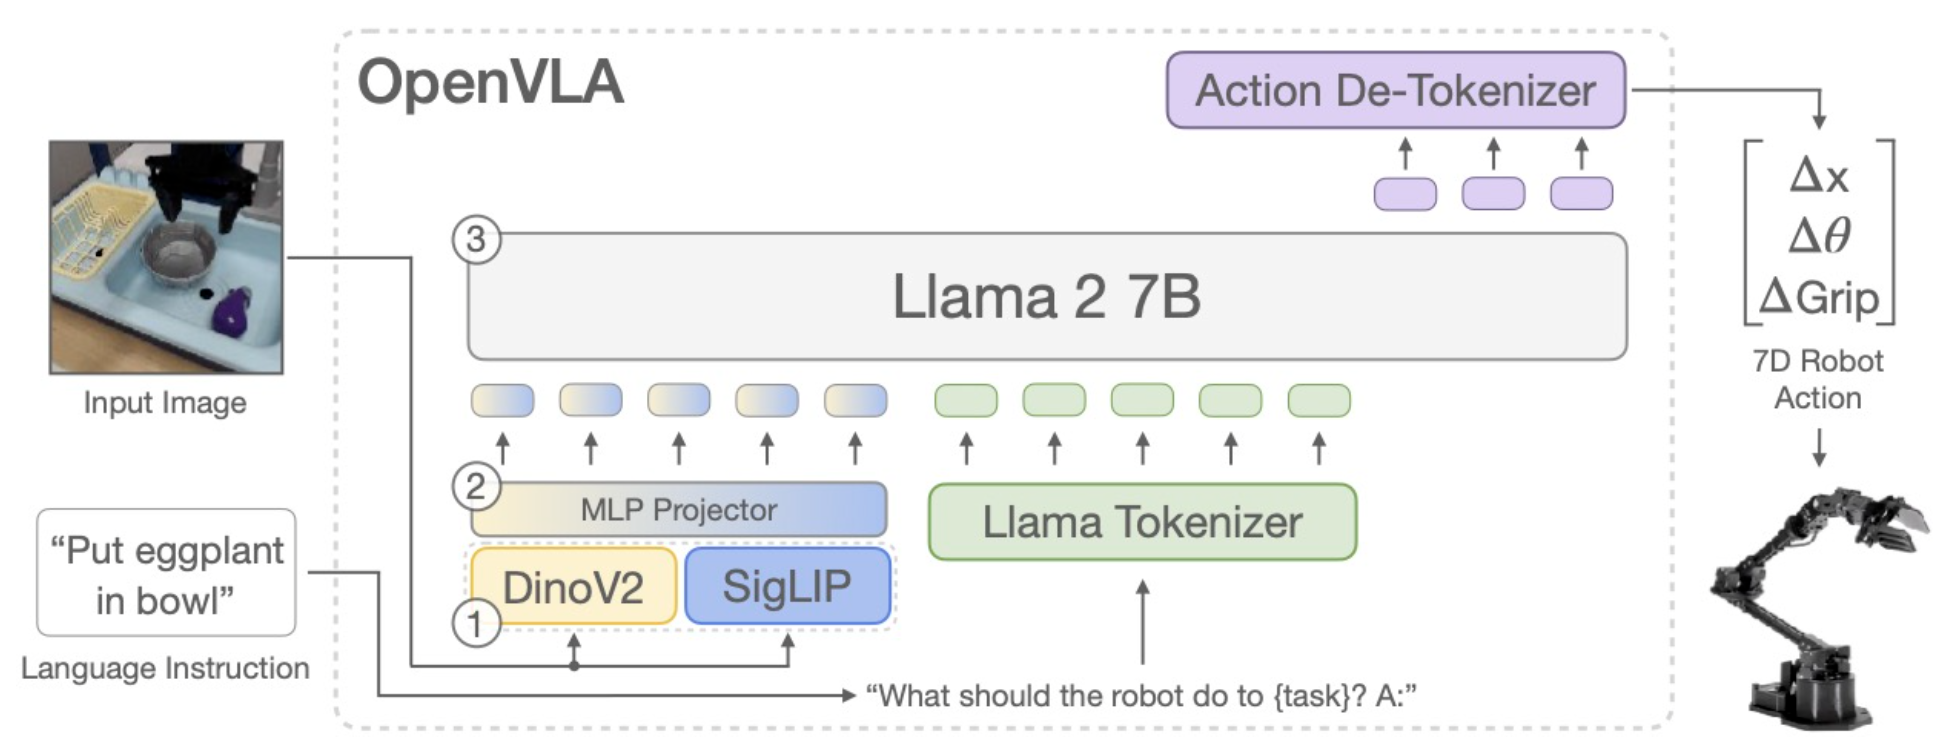 OpenVLA
Action De-Tokenizer
Δx
Δθ
ΔGrip
7D Robot
Action
3
Llama 2 7B
Input Image
2
MLP Projector
Llama Tokenizer
DinoV2
SigLIP
1
“Put eggplant
in bowl”
Language Instruction
“What should the robot do to {task}? A:”